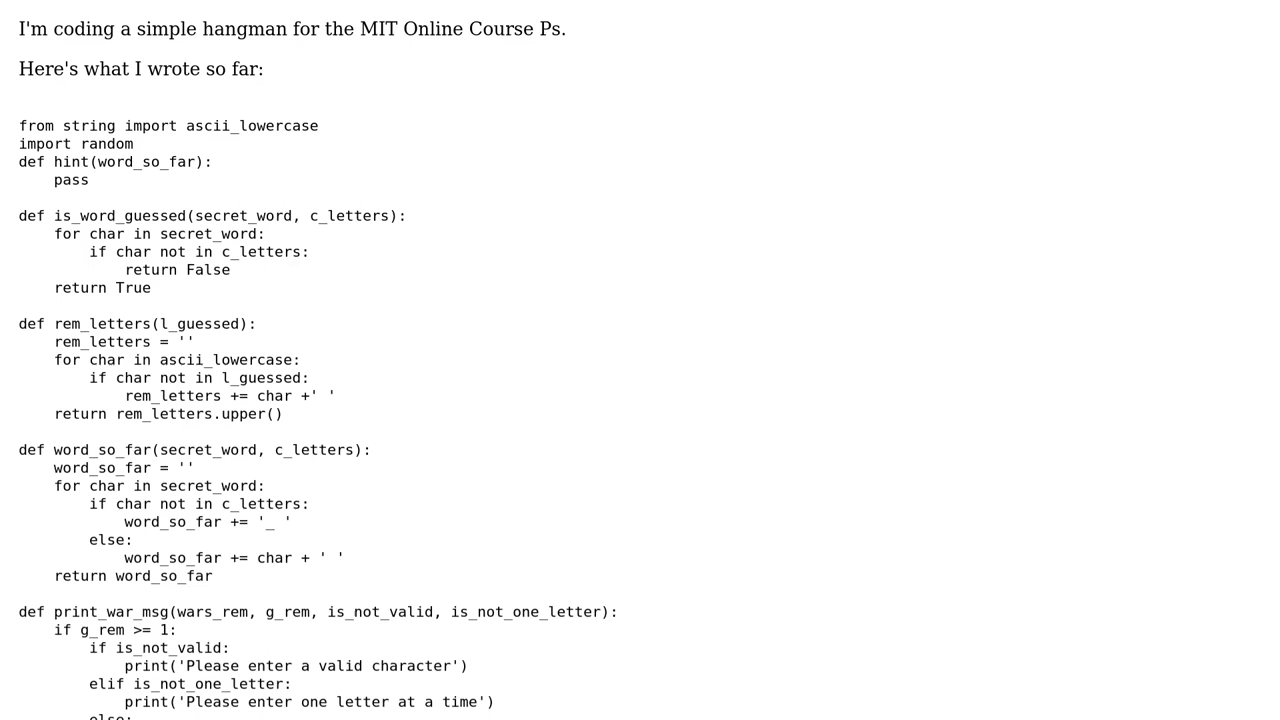 I'm coding a simple hangman for the MIT Online Course Ps.
Here's what I wrote so far:
from string import ascii_lowercase
import random
def hint(word_so_far):
    pass
def is_word_guessed(secret_word, c_letters):
    for char in secret_word:
        if char not in c_letters:
            return False
    return True
def rem_letters(l_guessed):
    rem_letters = ''
    for char in ascii_lowercase:
        if char not in l_guessed:
            rem_letters += char +' '
    return rem_letters.upper()
def word_so_far(secret_word, c_letters):
    word_so_far = ''
    for char in secret_word:
        if char not in c_letters:
            word_so_far += '_ '
        else:
            word_so_far += char + ' '
    return word_so_far
def print_war_msg(wars_rem, g_rem, is_not_valid, is_not_one_letter):
    if g_rem >= 1:
        if is_not_valid:
            print('Please enter a valid character')
        elif is_not_one_letter:
            print('Please enter one letter at a time')
        else: